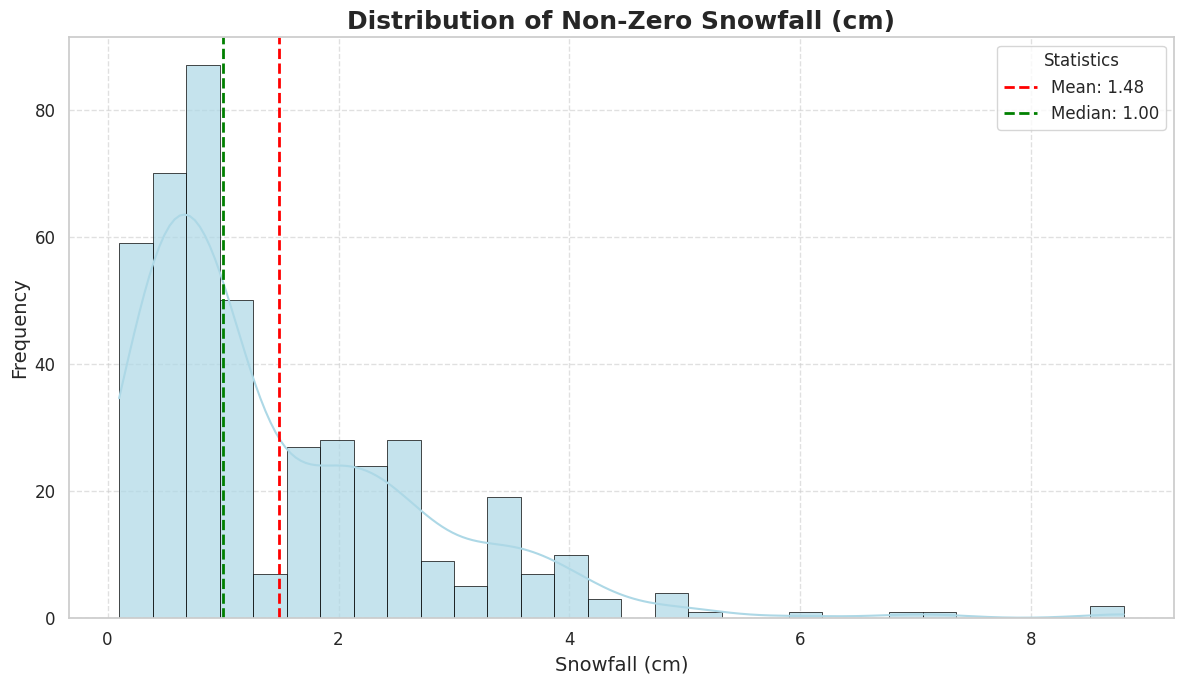 Distribution of Non-Zero Snowfall (cm)
Statistics
Mean: 1.48
Median: 1.00
Frequency
80
60
40
20
0
0 2 4 6 8
Snowfall (cm)